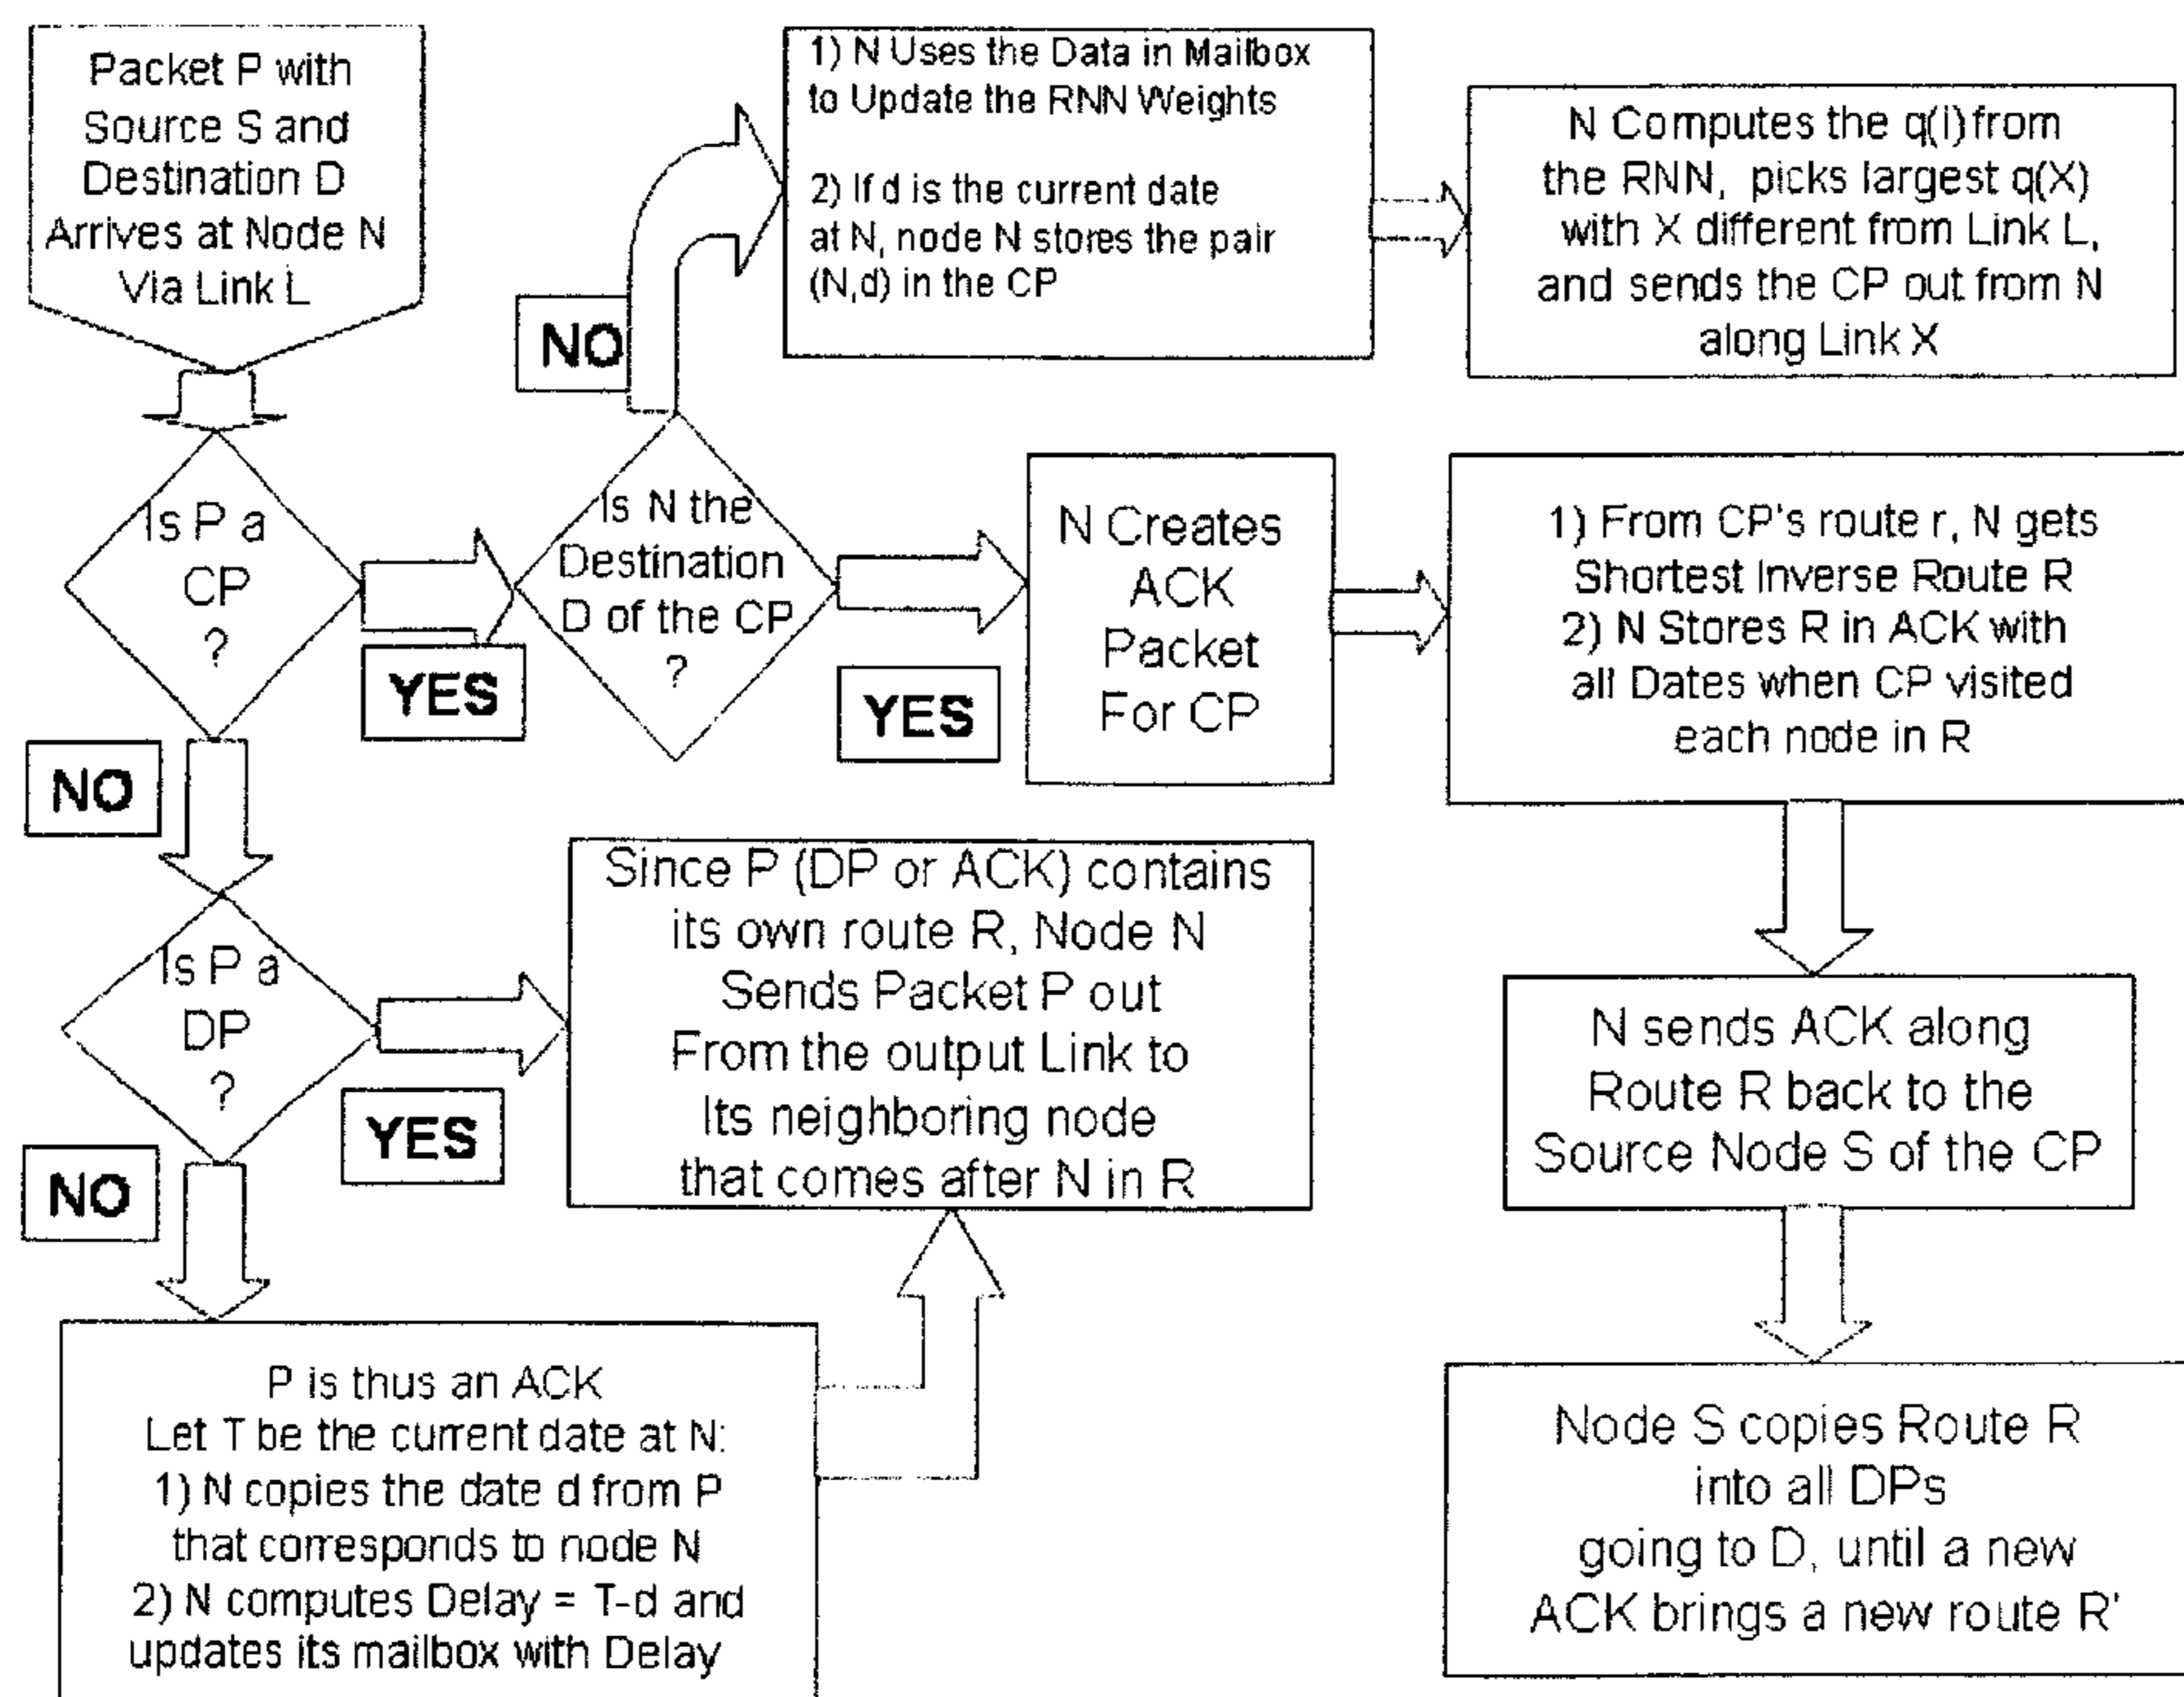 Packet P with
Source S and
Destination D
Arrives at Node N
Via Link L
1) N Uses the Data in Mailbox
to Update the RNN Weights
2) If d is the current date
at N, node N stores the pair
(N,d) in the CP
N Computes the q(i) from
the RNN, picks largest q(X)
with X different from Link L,
and sends the CP out from N
along Link X
NO
Is P a
CP
?
YES
Is N the
Destination
D of the CP
?
YES
N Creates
ACK
Packet
For CP
1) From CP's route r, N gets
Shortest Inverse Route R
2) N Stores R in ACK with
all Dates when CP visited
each node in R
NO
Is P a
DP
?
YES
Since P (DP or ACK) contains
its own route R, Node N
Sends Packet P out
From the output Link to
Its neighboring node
that comes after N in R
N sends ACK along
Route R back to the
Source Node S of the CP
NO
P is thus an ACK
Let T be the current date at N:
1) N copies the date d from P
that corresponds to node N
2) N computes Delay = T-d and
updates its mailbox with Delay
Node S copies Route R
into all DPs
going to D, until a new
ACK brings a new route R'